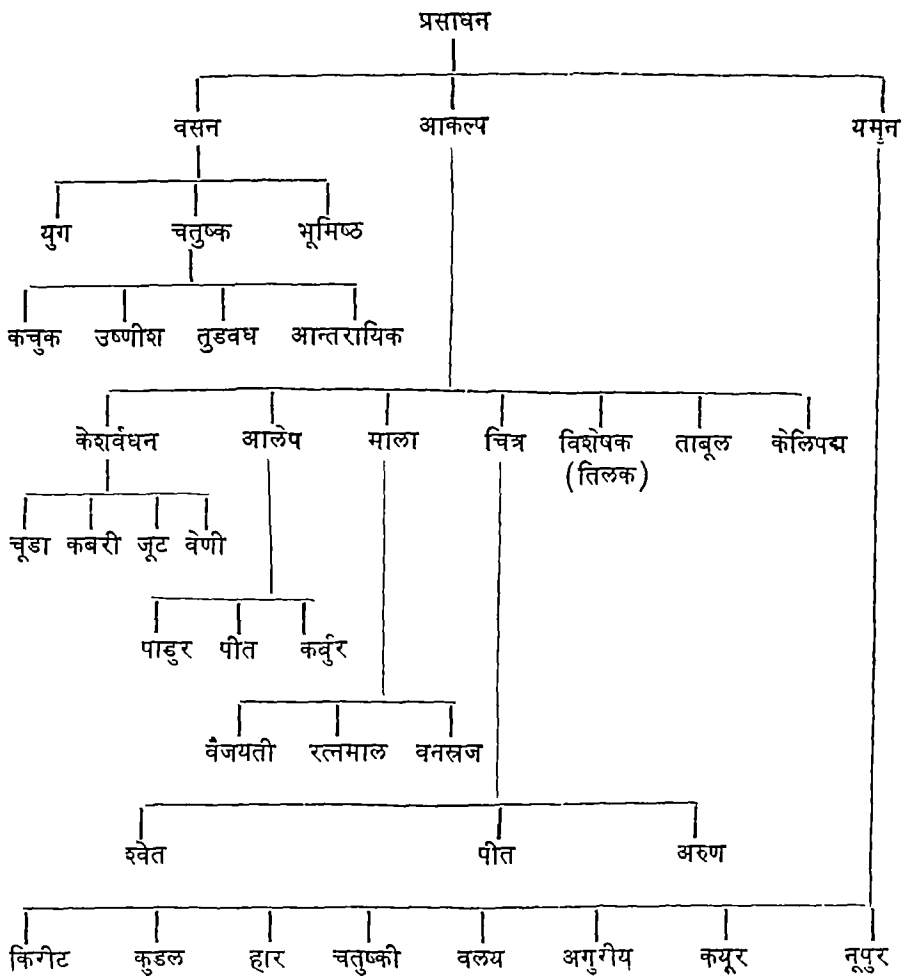 प्रसाधन
वसन आकल्प यमुन
युग चतुष्क भूमिष्ठ
कचुक उष्णीश तुडवध आन्तरायिक
केशर्वधन आलेप माला चित्र विशेषक ताबूल केलिपद्म
(तिलक)
चूडा कबरी जूट वेणी
पाडुर पीत कर्वुर
वैजयती रत्नमाल वनस्रज
श्वेत पीत अरुण
किरीट कुडल हार चतुष्की वलय अगुगीय कयूर नूपुर